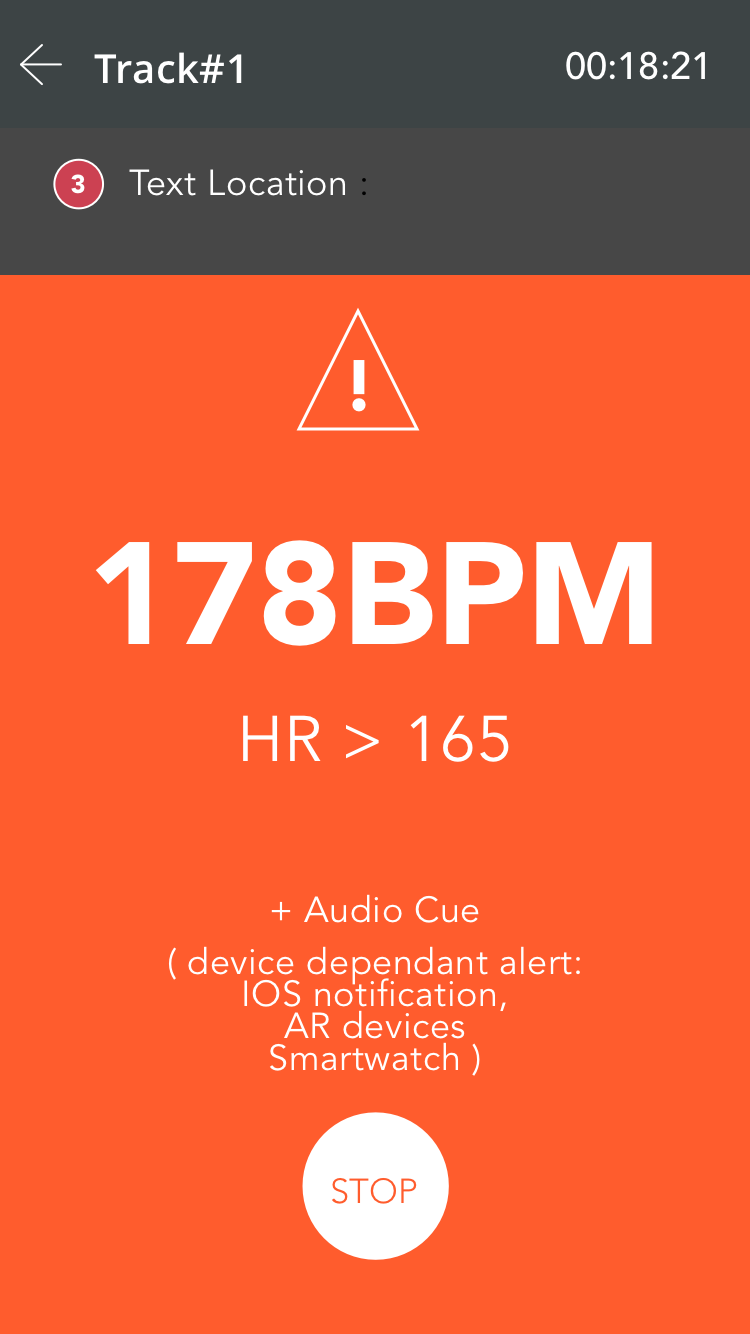 Track#1 00:18:21
3 Text Location :
!
178BPM
HR > 165
+ Audio Cue
( device dependant alert:
IOS notification,
AR devices
Smartwatch )
STOP